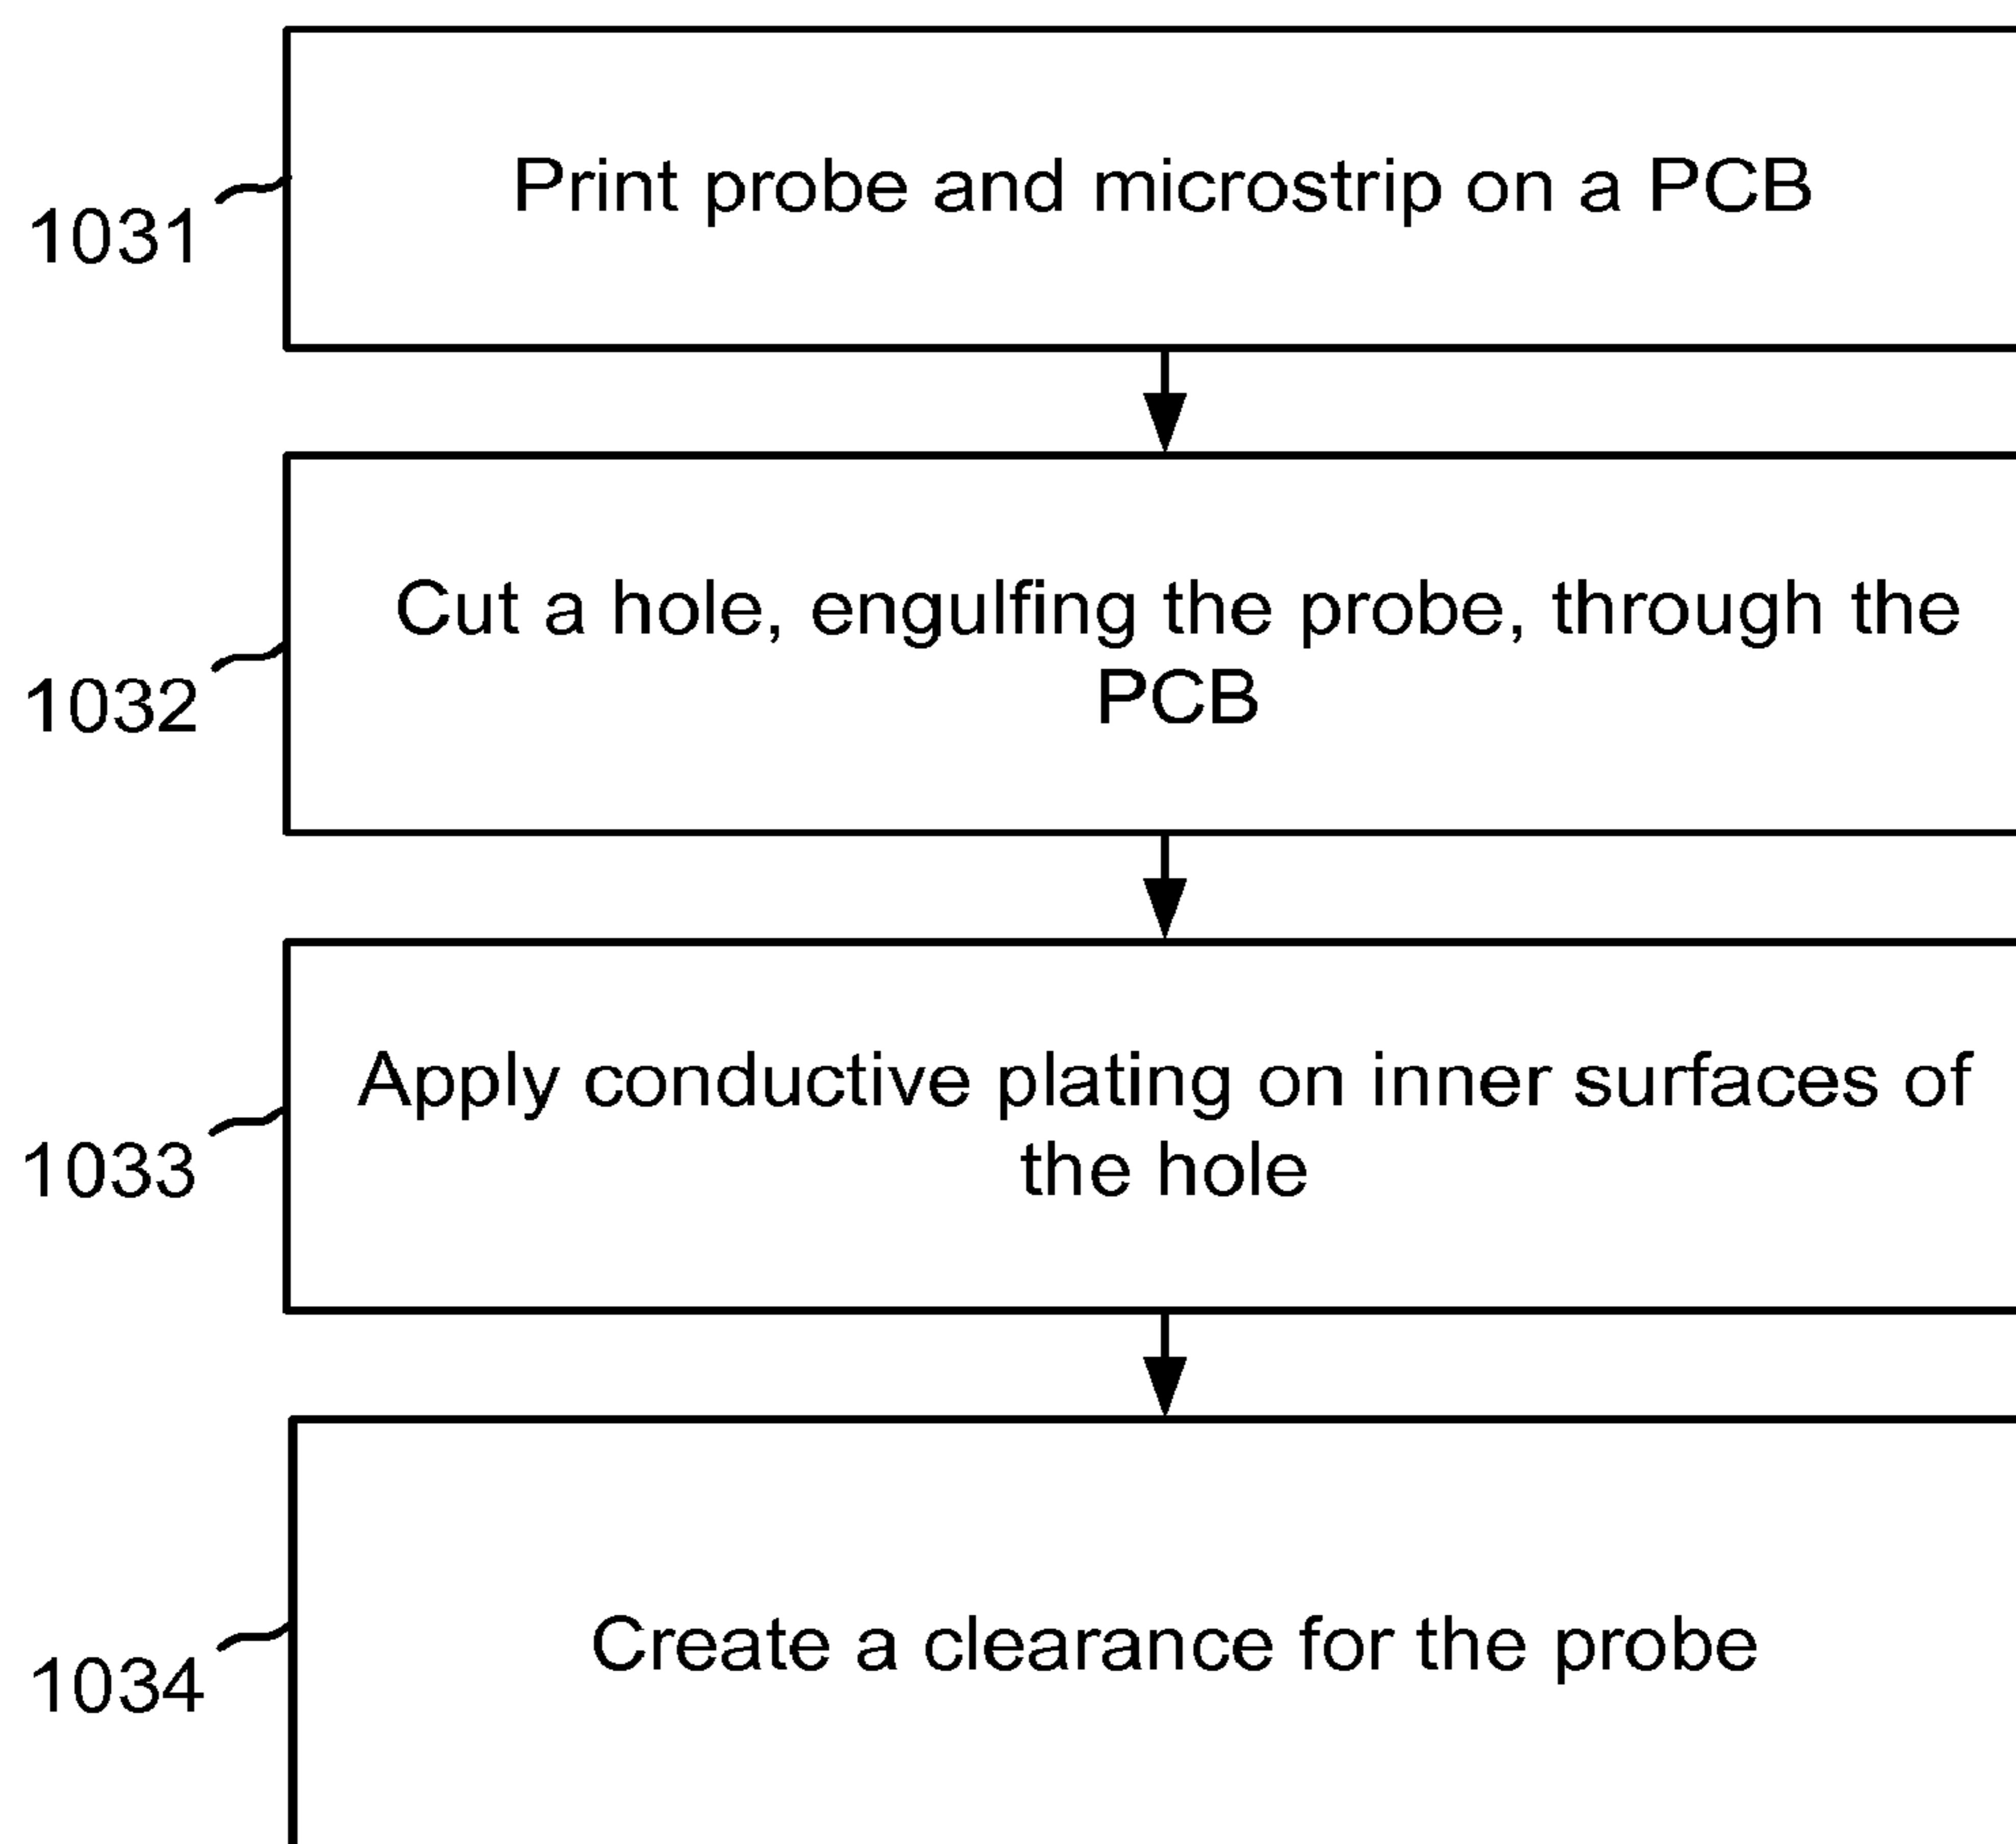 Print probe and microstrip on a PCB
1031
Cut a hole, engulfing the probe, through the
PCB
1032
Apply conductive plating on inner surfaces of
the hole
1033
Create a clearance for the probe
1034